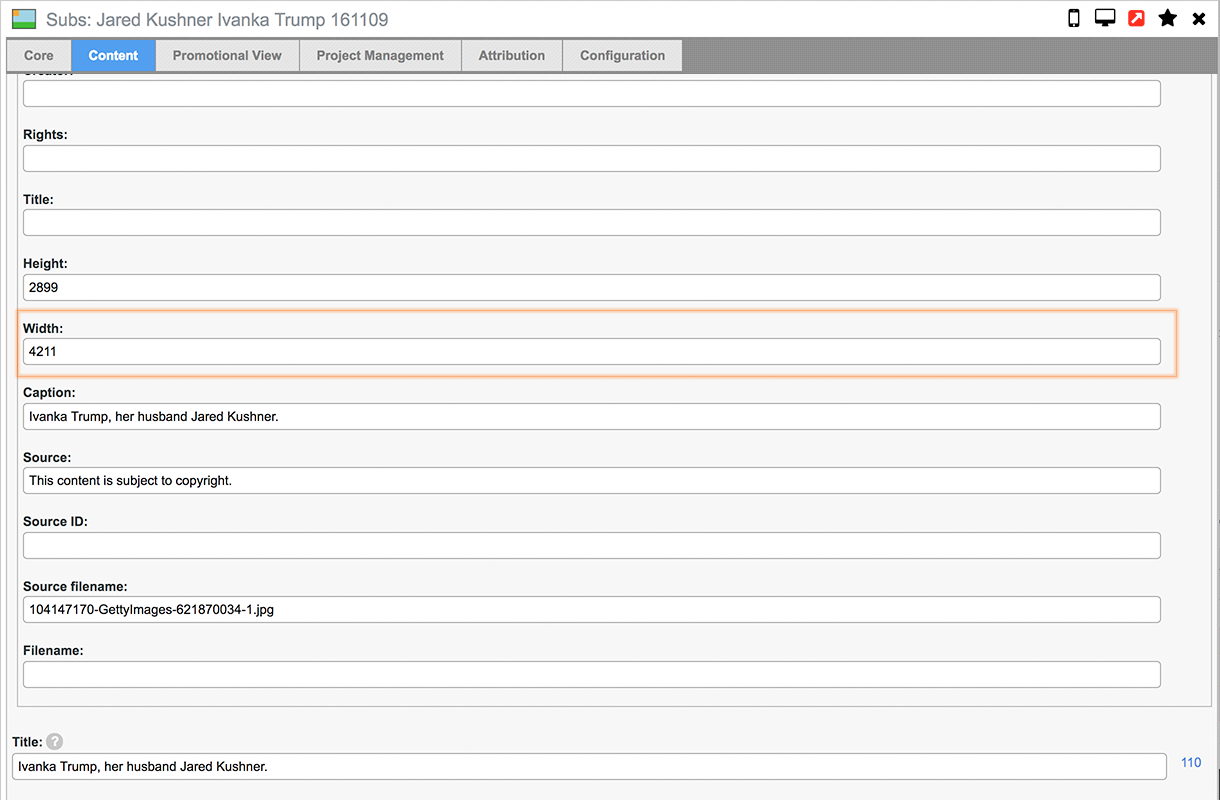 Subs: Jared Kushner Ivanka Trump 161109
Core Content Promotional View Project Management Attribution Configuration
Creator:
Rights:
Title:
Height:
2899
Width:
4211
Caption:
Ivanka Trump, her husband Jared Kushner.
Source:
This content is subject to copyright.
Source ID:
Source filename:
104147170-GettyImages-621870034-1.jpg
Filename:
Title: ?
Ivanka Trump, her husband Jared Kushner. 110